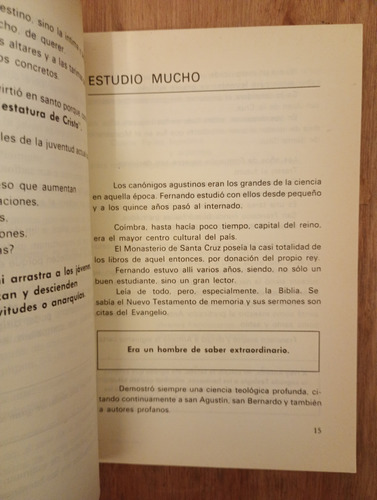 estino, sino la
cho, de querer.
altares y a las
os concretos.
virtió en santo porque
estatura de Cristo".
les de la juventud actual
eso que aumentan
aciones.
s.
ones.
as?
i arrastra a los jóvenes
tan y descienden
vitudes o anarquías.
ESTUDIO MUCHO
Los canónigos agustinos eran los grandes de la ciencia
en aquella época. Fernando estudió con ellos desde pequeño
y a los quince años pasó al internado.
Coimbra, hasta hacía poco tiempo, capital del reino,
era el mayor centro cultural del país.
El Monasterio de Santa Cruz poseía la casi totalidad de
los libros de aquel entonces, por donación del propio rey.
Fernando estuvo allí varios años, siendo, no sólo un
buen estudiante, sino un gran lector.
Leía de todo, pero, especialmente, la Biblia. Se
sabía el Nuevo Testamento de memoria y sus sermones son
citas del Evangelio.
Era un hombre de saber extraordinario.
Demostró siempre una ciencia teológica profunda, ci-
tando continuamente a san Agustín, san Bernardo y también
a autores profanos.
15